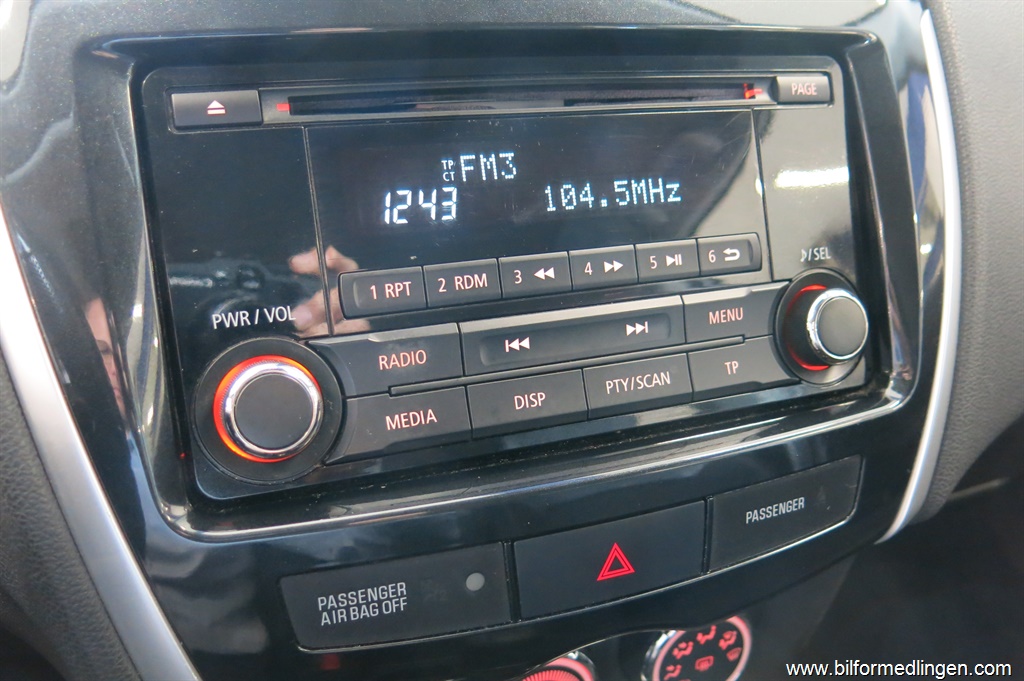 PAGE
TP
CT
FM3
1243
104.5MHz
♪/SEL
1 RPT
2 RDM
3
4
5
6
PWR / VOL
RADIO
MENU
MEDIA
DISP
PTY/SCAN
TP
PASSENGER
AIR BAG OFF
PASSENGER
www.bilformedlingen.com